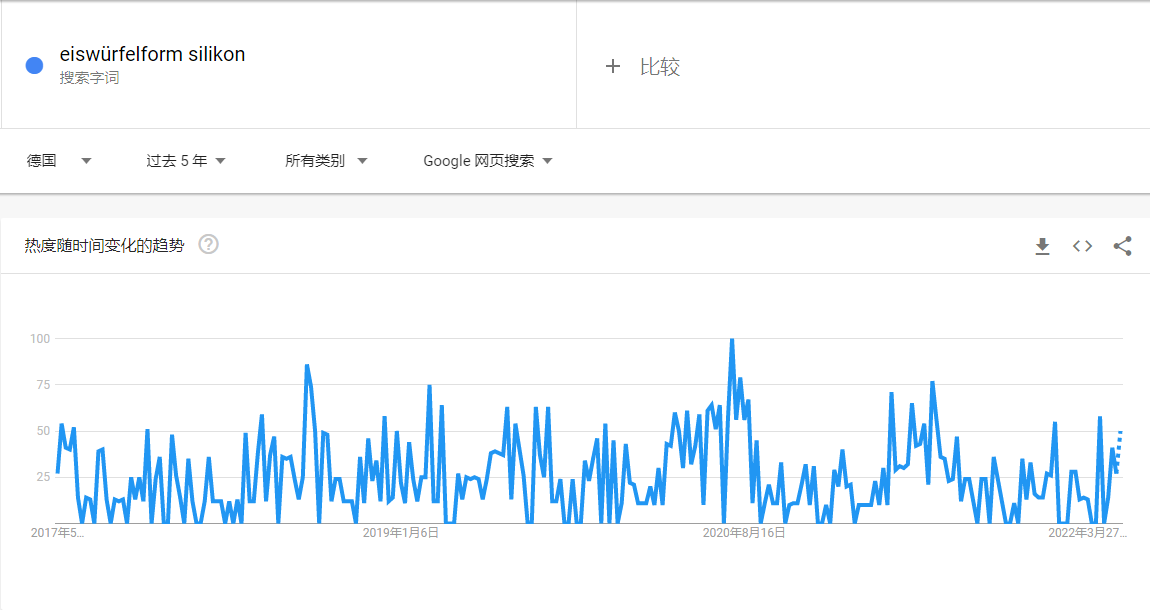 eiswürfelform silikon
搜索字词
比较
德国
过去 5 年
所有类别
Google 网页搜索
热度随时间变化的趋势
?
100
75
50
25
2017年5…
2019年1月6日
2020年8月16日
2022年3月27…